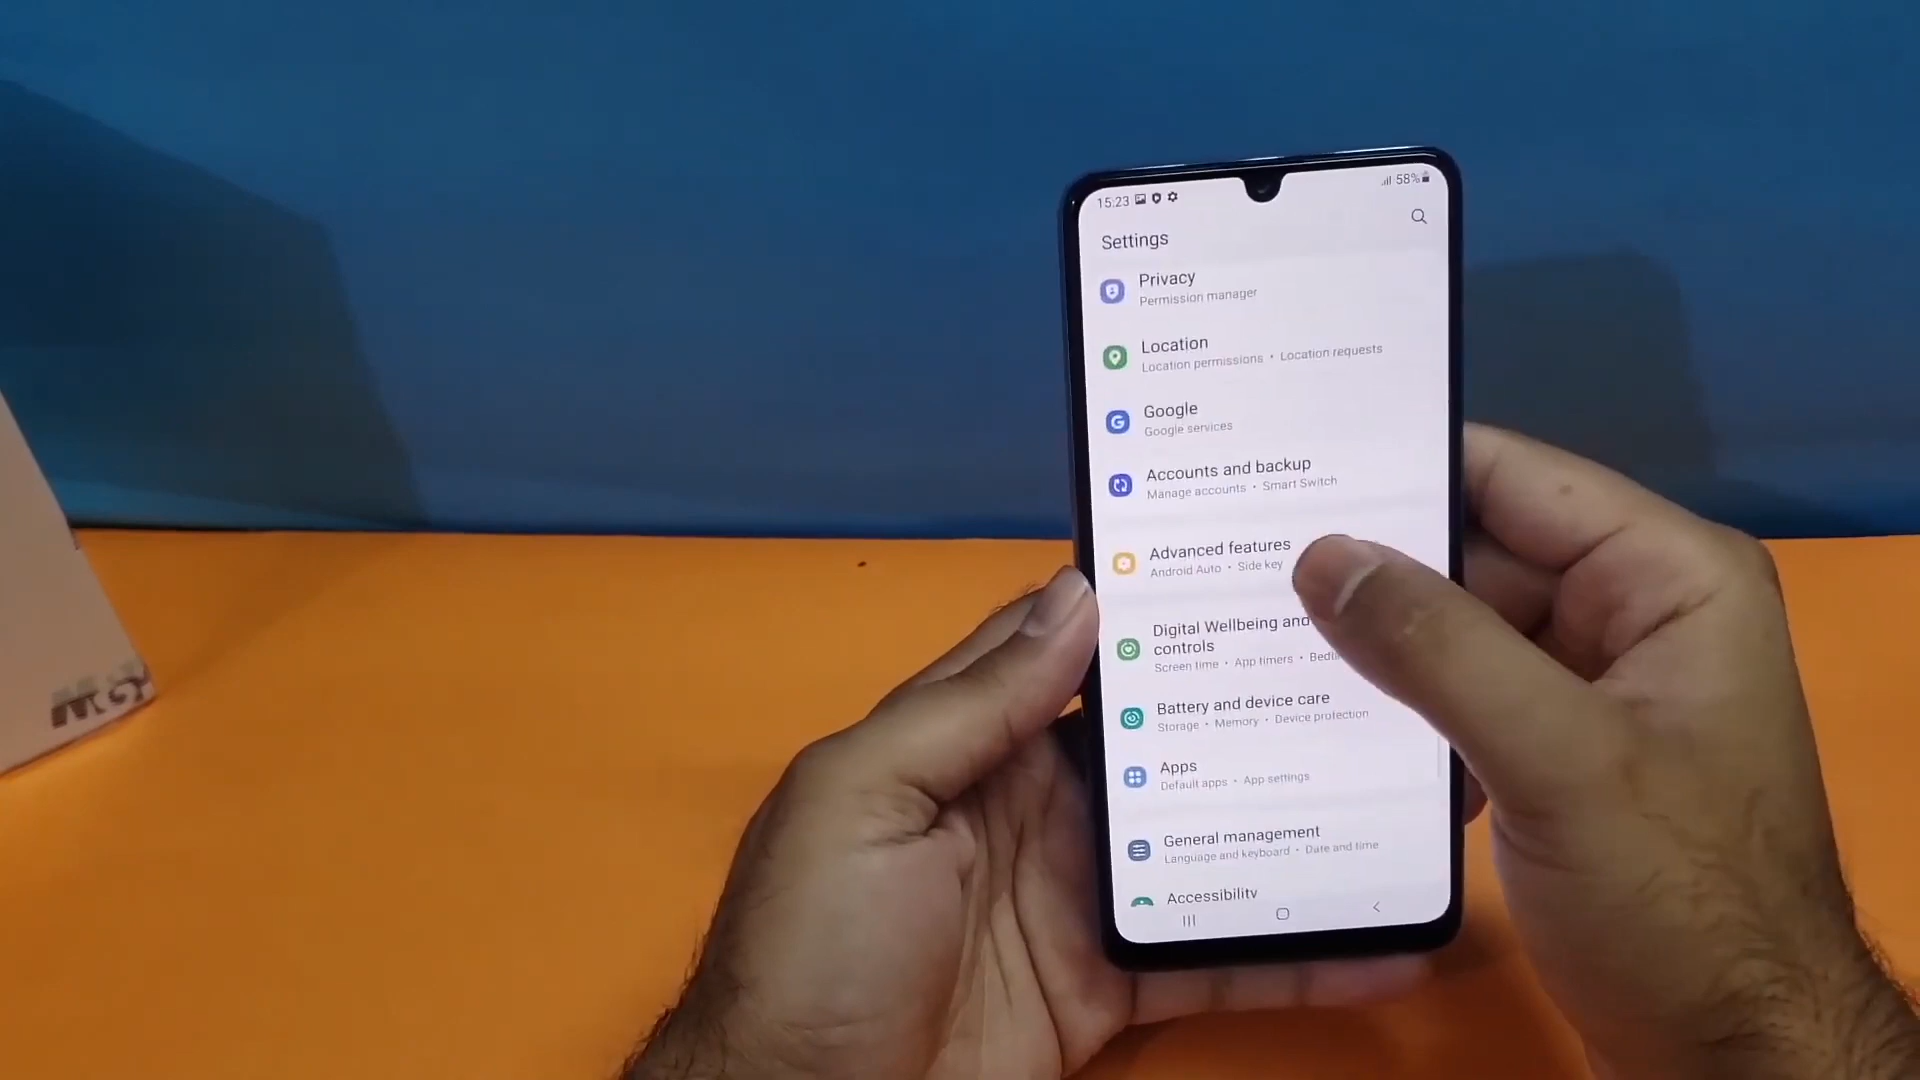 15:23
58%
Settings
Privacy
Permission manager
Location
Location permissions • Location requests
Google
Google services
Accounts and backup
Manage accounts • Smart Switch
Advanced features
Android Auto • Side key
Digital Wellbeing and
controls
Screen time • App timers •
Battery and device care
Storage • Memory • Device protection
Apps
Default apps • App settings
General management
Language and keyboard • Date and time
Accessibility